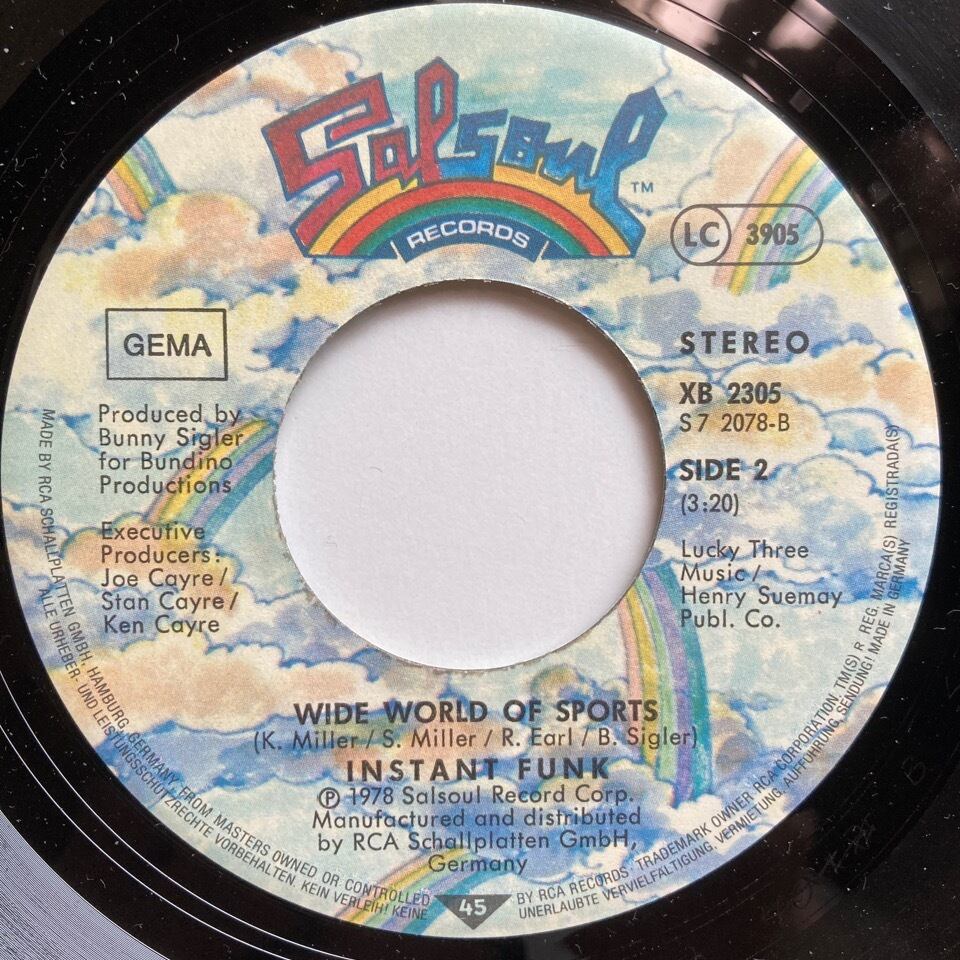 Salsoul TM
RECORDS
LC 3905
GEMA
STEREO
XB 2305
S 7 2078-B
SIDE 2
(3:20)
Produced by
Bunny Sigler
for Bundino
Productions
Executive
Producers:
Joe Cayre/
Stan Cayre/
Ken Cayre
Lucky Three
Music/
Henry Suemay
Publ. Co.
WIDE WORLD OF SPORTS
(K. Miller/S. Miller/R. Earl/B. Sigler)
INSTANT FUNK
℗ 1978 Salsoul Record Corp.
Manufactured and distributed
by RCA Schallplatten GmbH,
Germany
45
MADE BY RCA SCHALLPLATTEN GMBH, HAMBURG, GERMANY, FROM MASTERS OWNED OR CONTROLLED BY RCA RECORDS, TRADEMARK OWNER RCA CORPORATION, TM(S) R REG. MARCA(S) REGISTRADA(S)
ALLE URHEBER- UND LEISTUNGSSCHUTZRECHTE VORBEHALTEN. KEIN VERLEIH! KEINE UNERLAUBTE VERVIELFÄLTIGUNG, VERMIETUNG, AUFFÜHRUNG, SENDUNG! MADE IN GERMANY